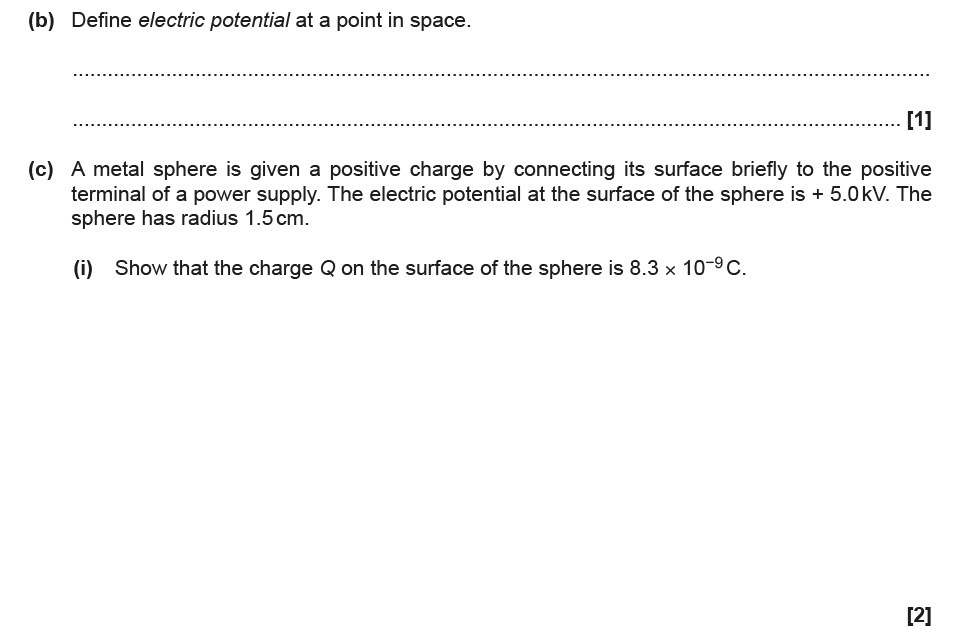 (b) Define electric potential at a point in space.
..........................................................................................................................................
...................................................................................................................................... [1]
(c) A metal sphere is given a positive charge by connecting its surface briefly to the positive
terminal of a power supply. The electric potential at the surface of the sphere is + 5.0 kV. The
sphere has radius 1.5 cm.
(i) Show that the charge Q on the surface of the sphere is 8.3 × 10⁻⁹ C.
[2]